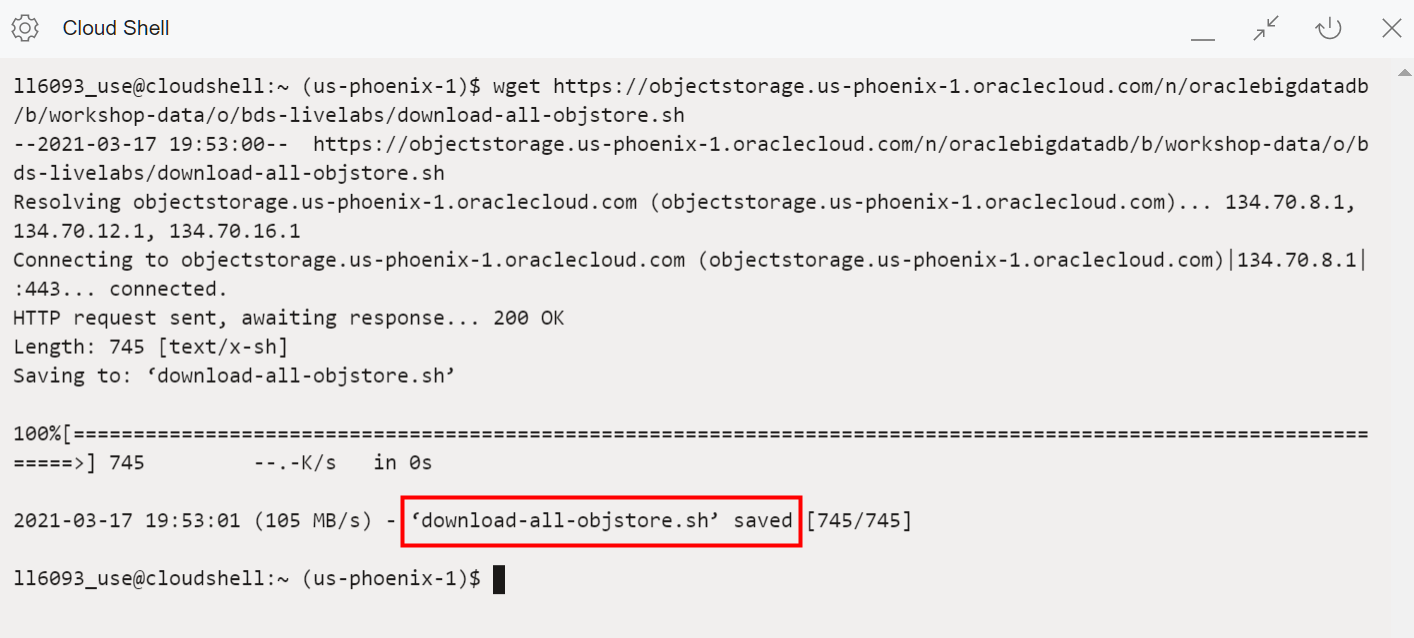 Cloud Shell
ll6093_use@cloudshell:~ (us-phoenix-1)$ wget https://objectstorage.us-phoenix-1.oraclecloud.com/n/oraclebigdatadb
/b/workshop-data/o/bds-livelabs/download-all-objstore.sh
--2021-03-17 19:53:00--  https://objectstorage.us-phoenix-1.oraclecloud.com/n/oraclebigdatadb/b/workshop-data/o/b
ds-livelabs/download-all-objstore.sh
Resolving objectstorage.us-phoenix-1.oraclecloud.com (objectstorage.us-phoenix-1.oraclecloud.com)... 134.70.8.1,
134.70.12.1, 134.70.16.1
Connecting to objectstorage.us-phoenix-1.oraclecloud.com (objectstorage.us-phoenix-1.oraclecloud.com)|134.70.8.1|
:443... connected.
HTTP request sent, awaiting response... 200 OK
Length: 745 [text/x-sh]
Saving to: ‘download-all-objstore.sh’
100%[============================================================================================================
=====>] 745         --.-K/s   in 0s
2021-03-17 19:53:01 (105 MB/s) - ‘download-all-objstore.sh’ saved [745/745]
ll6093_use@cloudshell:~ (us-phoenix-1)$